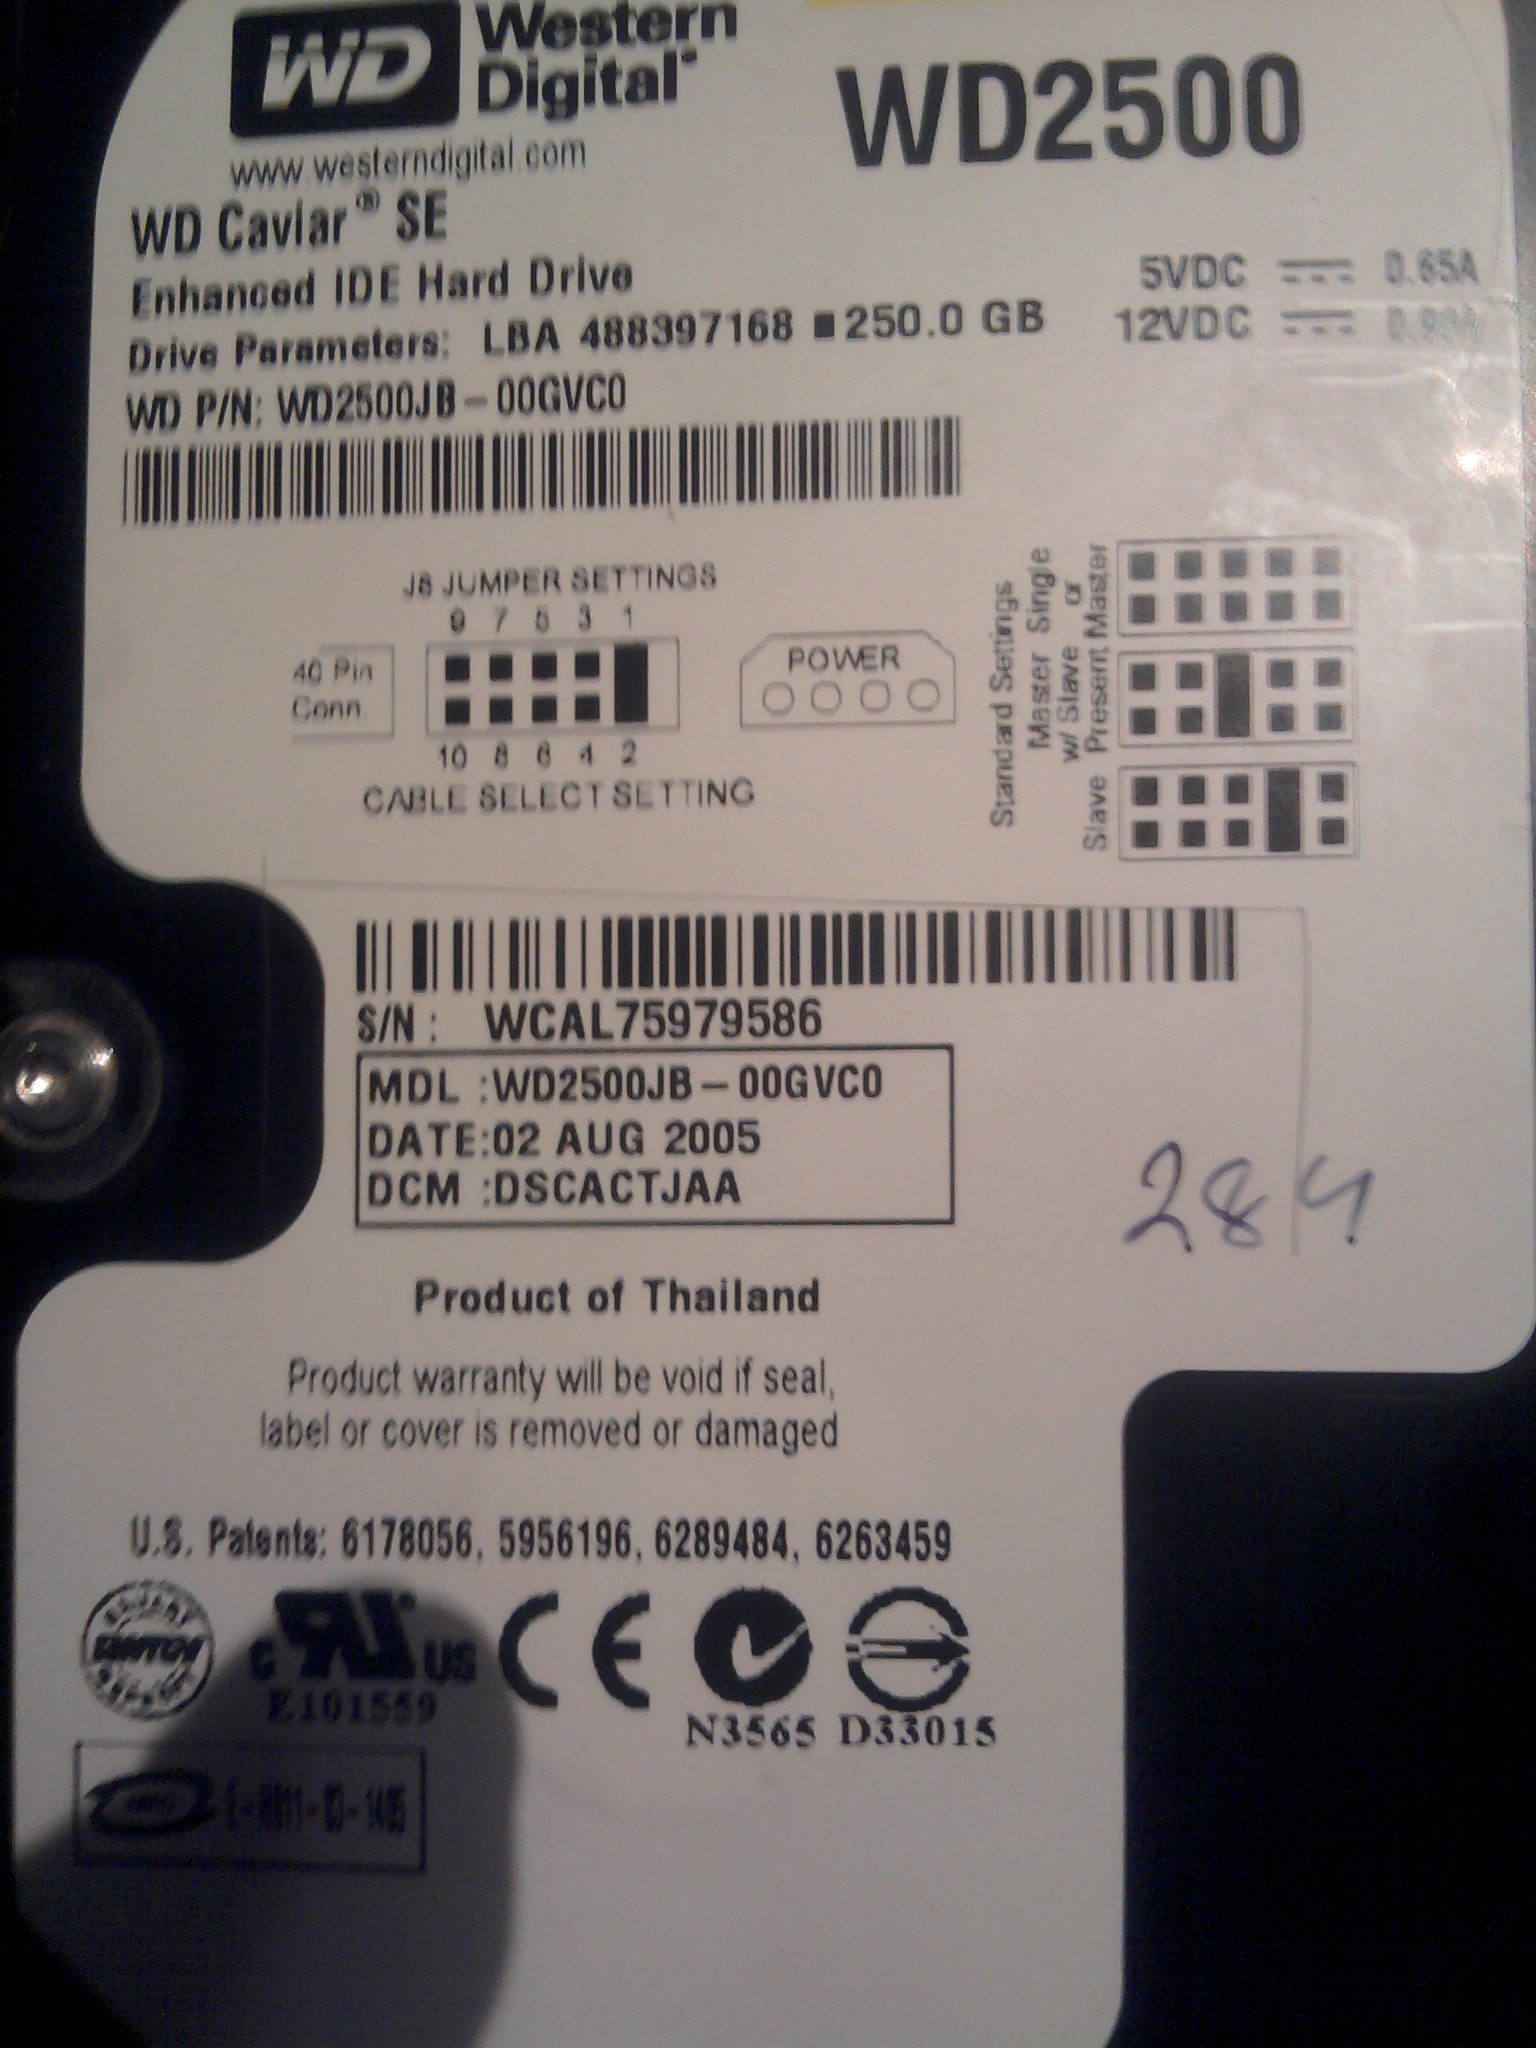 WD Western
Digital
WD2500
www.westerndigital.com
WD Caviar® SE
Enhanced IDE Hard Drive
5VDC 0.65A
Drive Parameters: LBA 488397168 ■ 250.0 GB
12VDC
WD P/N: WD2500JB-00GVC0
J8 JUMPER SETTINGS
9 7 5 3 1
40 Pin
Conn.
10 8 6 4 2
CABLE SELECT SETTING
POWER
Standard Settings
Master Single
w/ Slave or
Slave Present Master
S/N: WCAL75979586
MDL :WD2500JB-00GVC0
DATE:02 AUG 2005
DCM :DSCACTJAA
284
Product of Thailand
Product warranty will be void if seal,
label or cover is removed or damaged
U.S. Patents: 6178056, 5956196, 6289484, 6263459
C US
E101559
CE
N3565 D33015